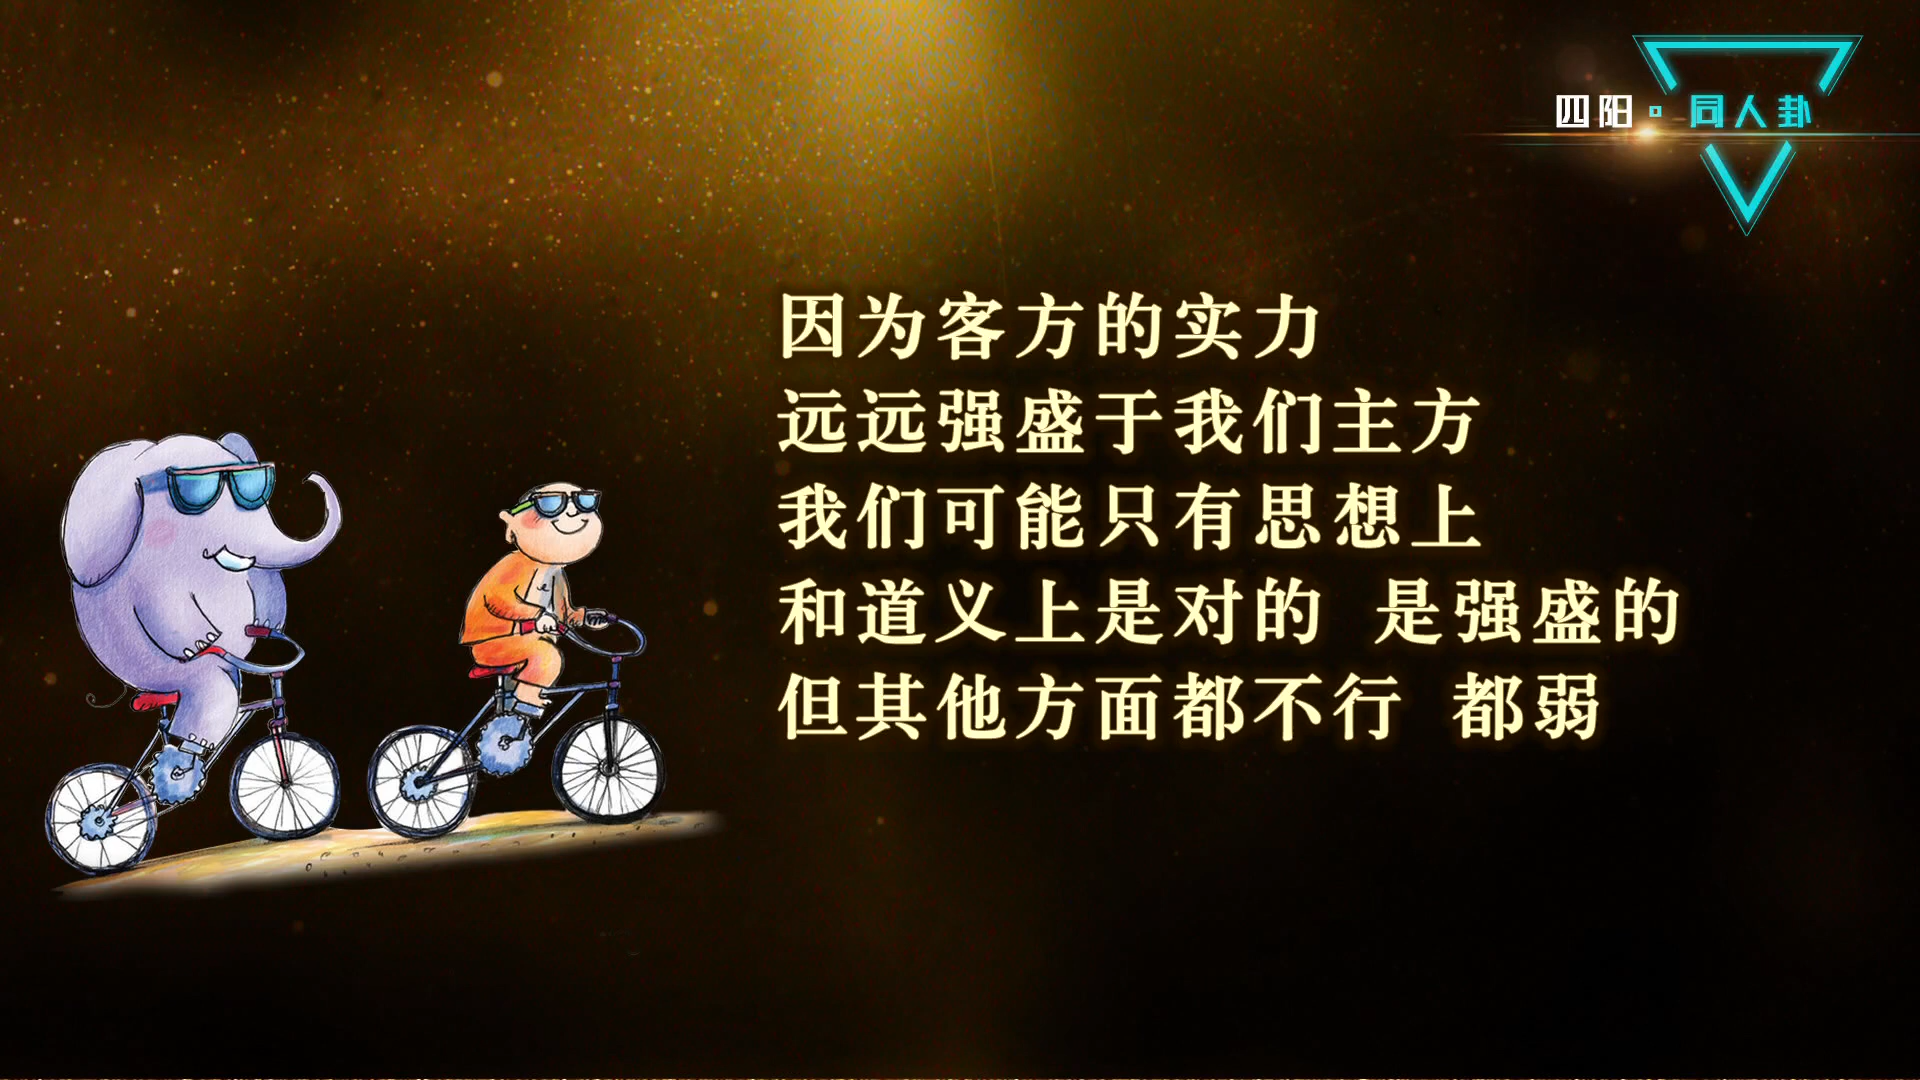 四阳·同人卦
因为客方的实力
远远强盛于我们主方
我们可能只有思想上
和道义上是对的 是强盛的
但其他方面都不行 都弱